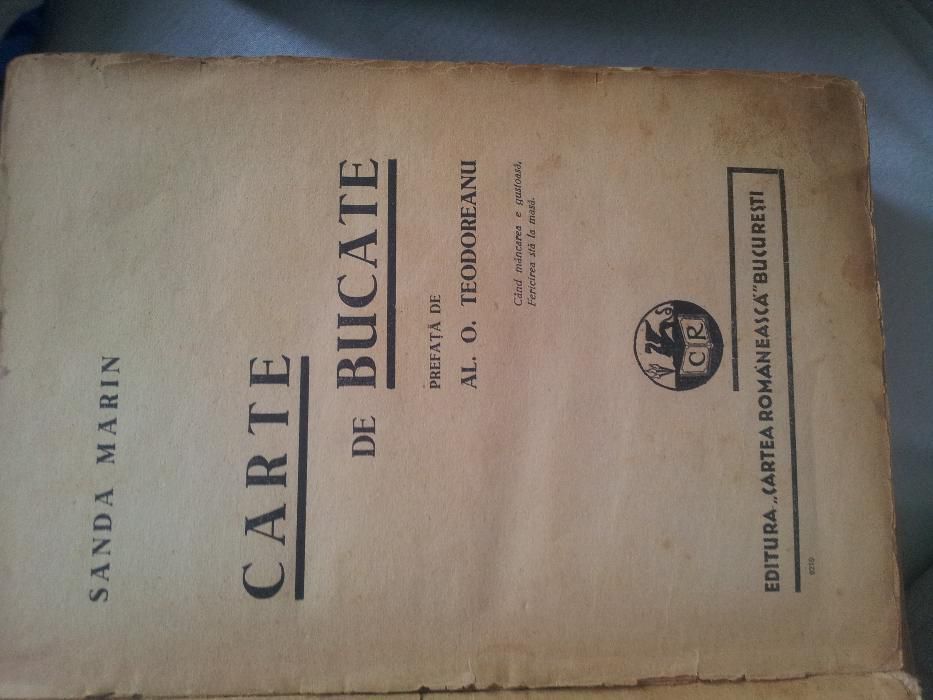 SANDA MARIN
CARTE
DE BUCATE
PREFAȚĂ DE
AL. O. TEODOREANU
Când mâncarea e gustoasă,
Fericirea stă la masă.
CR
EDITURA „CARTEA ROMÂNEASCĂ” BUCUREȘTI